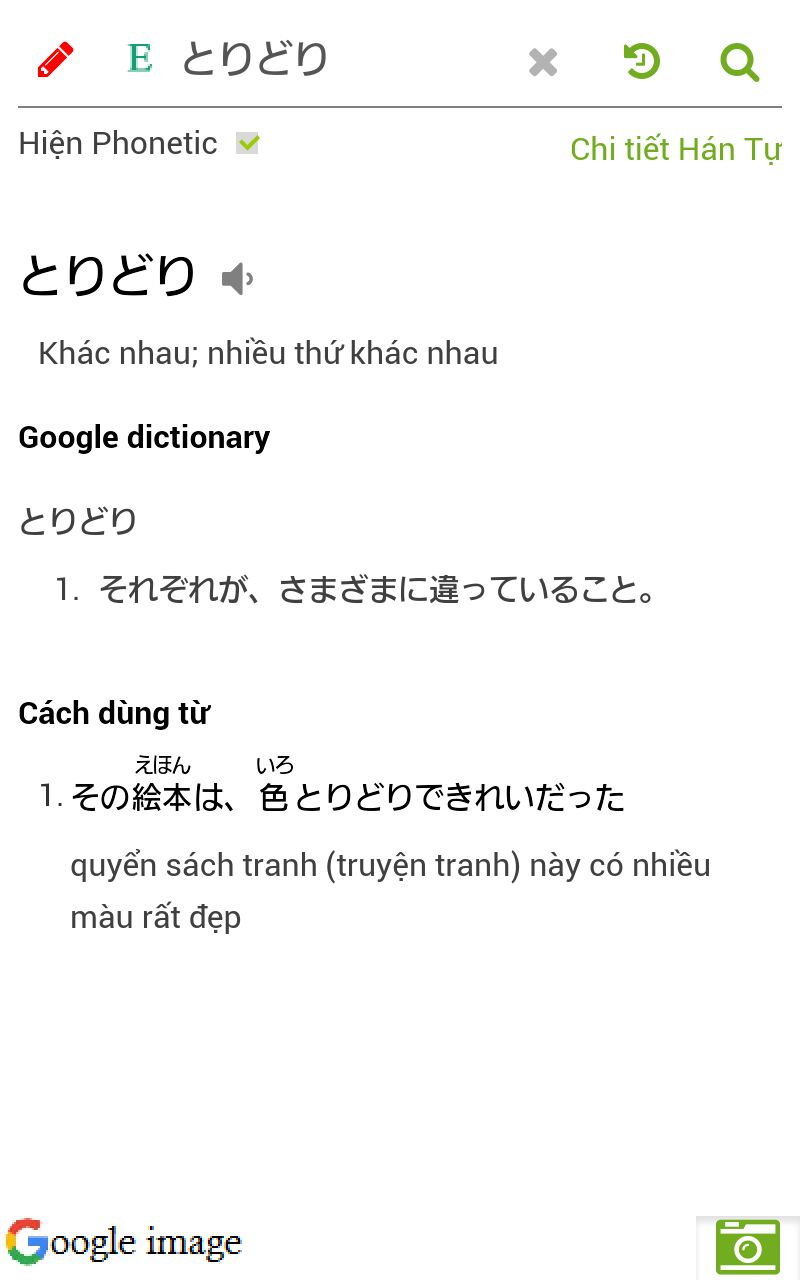 E とりどり
Hiện Phonetic
Chi tiết Hán Tự
とりどり
Khác nhau; nhiều thứ khác nhau
Google dictionary
とりどり
1. それぞれが、さまざまに違っていること。
Cách dùng từ
えほん いろ
1. その絵本は、色とりどりできれいだった
quyển sách tranh (truyện tranh) này có nhiều
màu rất đẹp
Google image